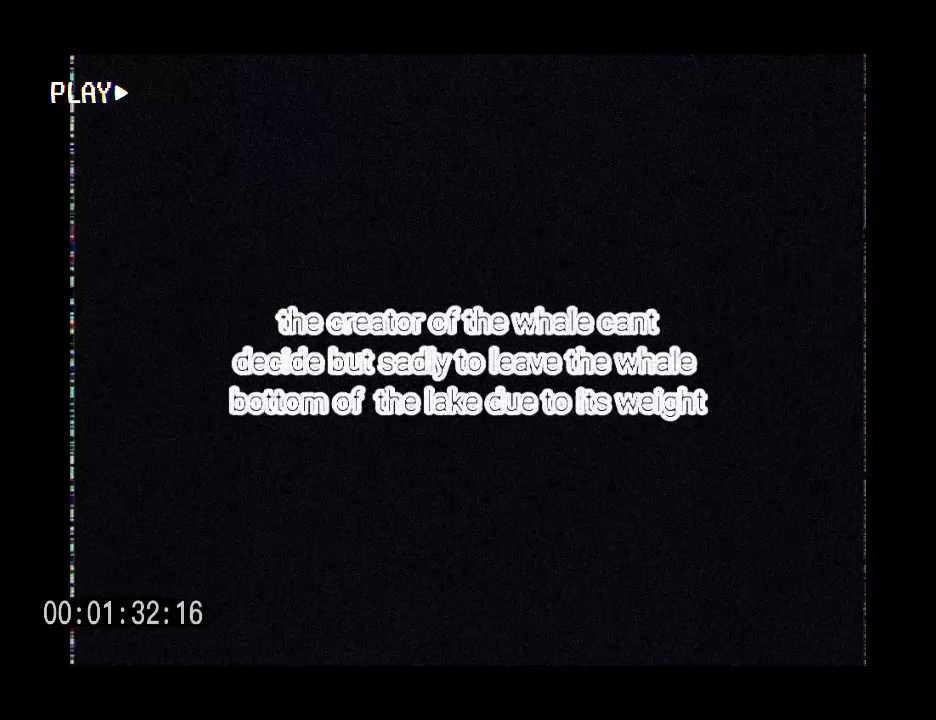 PLAY▶
the creator of the whale cant
decide but sadly to leave the whale
bottom of the lake due to its weight
00:01:32:16